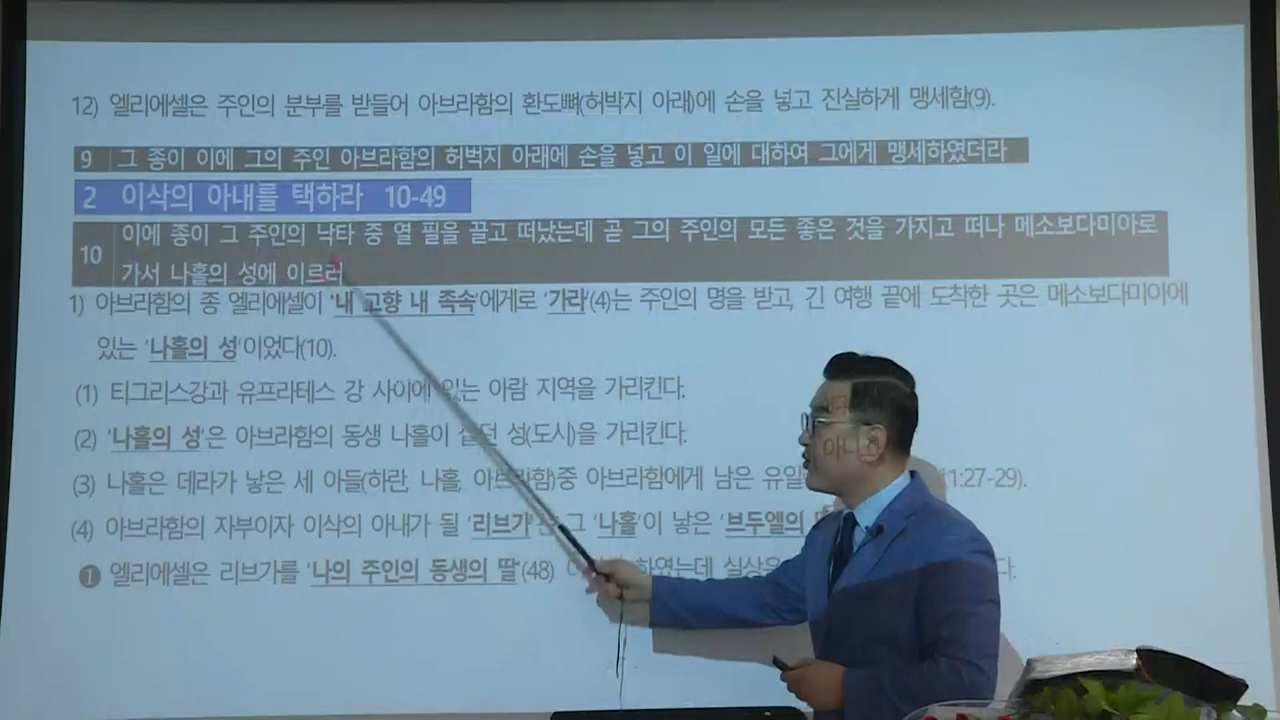 12) 엘리에셀은 주인의 분부를 받들어 아브라함의 환도뼈(허박지 아래)에 손을 넣고 진실하게 맹세함(9).
9 그 종이 이에 그의 주인 아브라함의 허벅지 아래에 손을 넣고 이 일에 대하여 그에게 맹세하였더라
2 이삭의 아내를 택하라 10-49
10 이에 종이 그 주인의 낙타 중 열 필을 끌고 떠났는데 곧 그의 주인의 모든 좋은 것을 가지고 떠나 메소보다미아로
가서 나홀의 성에 이르러
1) 아브라함의 종 엘리에셀이 '내 고향 내 족속'에게로 '가라'(4)는 주인의 명을 받고, 긴 여행 끝에 도착한 곳은 메소보다미아에
있는 '나홀의 성'이었다(10).
(1) 티그리스강과 유프라테스 강 사이에 있는 아람 지역을 가리킨다.
(2) '나홀의 성'은 아브라함의 동생 나홀이 살던 성(도시)을 가리킨다.
(3) 나홀은 데라가 낳은 세 아들(하란, 나홀, 아브라함)중 아브라함에게 남은 11:27-29).
(4) 아브라함의 자부이자 이삭의 아내가 될 '리브가'는 그 '나홀'이 낳은 '브두엘의
❶ 엘리에셀은 리브가를 '나의 주인의 동생의 딸'(48) 하였는데 다.